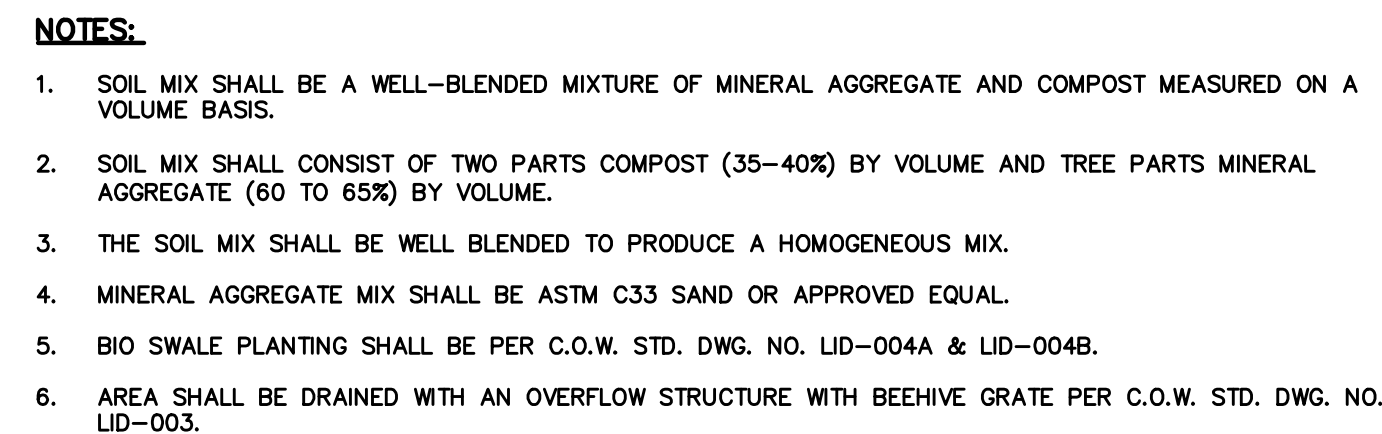 NOTES:
1. SOIL MIX SHALL BE A WELL-BLENDED MIXTURE OF MINERAL AGGREGATE AND COMPOST MEASURED ON A
VOLUME BASIS.
2. SOIL MIX SHALL CONSIST OF TWO PARTS COMPOST (35-40%) BY VOLUME AND TREE PARTS MINERAL
AGGREGATE (60 TO 65%) BY VOLUME.
3. THE SOIL MIX SHALL BE WELL BLENDED TO PRODUCE A HOMOGENEOUS MIX.
4. MINERAL AGGREGATE MIX SHALL BE ASTM C33 SAND OR APPROVED EQUAL.
5. BIO SWALE PLANTING SHALL BE PER C.O.W. STD. DWG. NO. LID-004A & LID-004B.
6. AREA SHALL BE DRAINED WITH AN OVERFLOW STRUCTURE WITH BEEHIVE GRATE PER C.O.W. STD. DWG. NO.
LID-003.